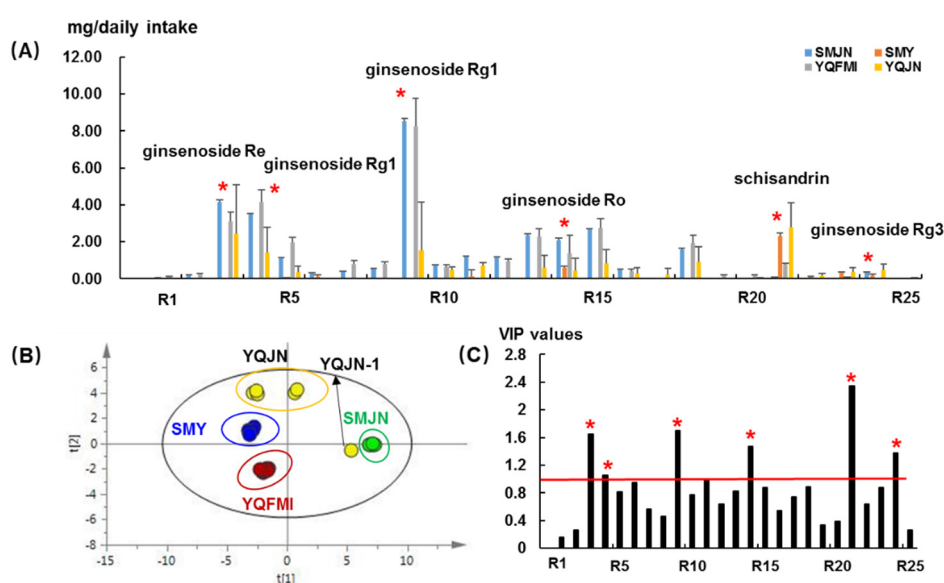 mg/daily intake
(A)
12.00
10.00
8.00
6.00
4.00
2.00
0.00
SMJN SMY
YQFMI YQJN
ginsenoside Rg1
*
ginsenoside Re
*
ginsenoside Rg1
*
ginsenoside Ro
*
schisandrin
*
ginsenoside Rg3
*
R1 R5 R10 R15 R20 R25
(B)
t[2]
6
4
2
0
-2
-4
-6
-8
-15 -10 -5 0 5 10
t[1]
YQJN
YQJN-1
SMY
SMJN
YQFMI
(C)
VIP values
2.8
2.4
2
1.6
1.2
0.8
0.4
0
* * * * * *
R1 R5 R10 R15 R20 R25